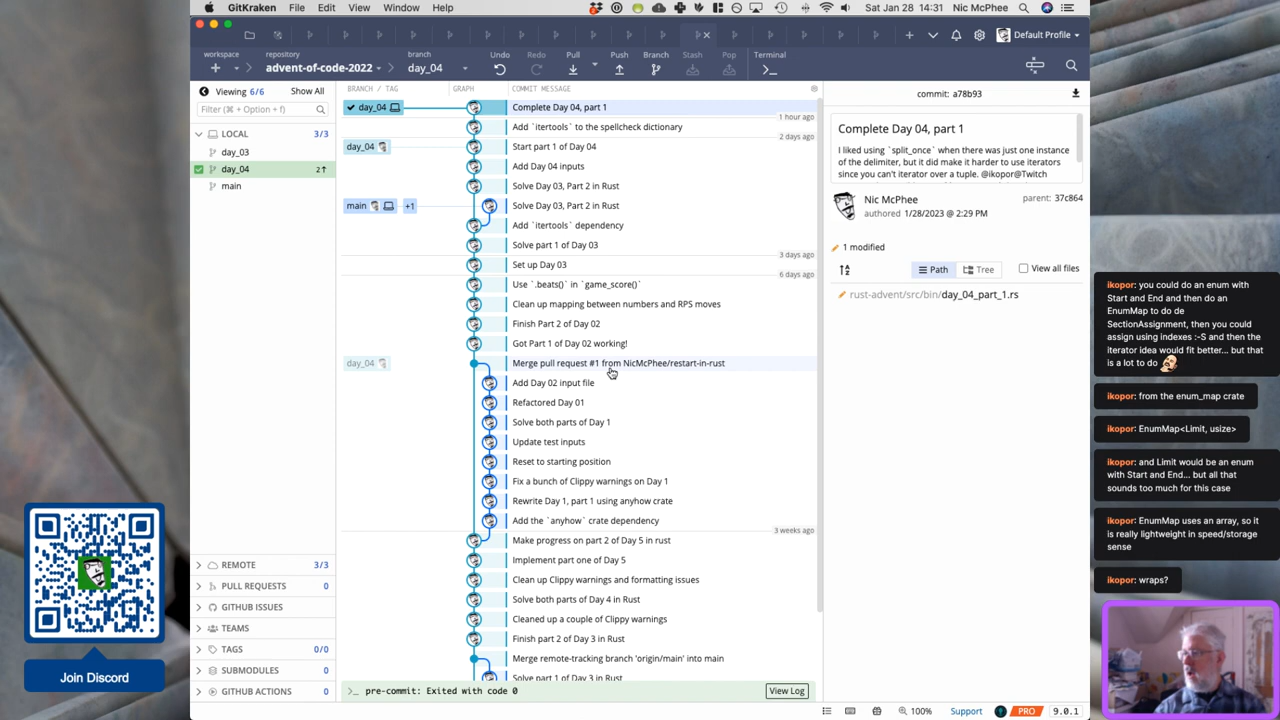 GitKraken File Edit View Window Help
Sat Jan 28 14:31 Nic McPhee
Default Profile
workspace
repository
advent-of-code-2022
branch
day_04
Undo
Redo
Pull
Push
Branch
Stash
Pop
Terminal
Viewing 6/6 Show All
Filter (⌘ + Option + f)
LOCAL 3/3
day_03
day_04 2↑
main
REMOTE 3/3
PULL REQUESTS 0
GITHUB ISSUES
TEAMS
TAGS 0/0
SUBMODULES 0
GITHUB ACTIONS 0
BRANCH / TAG GRAPH COMMIT MESSAGE
day_04 Complete Day 04, part 1
1 hour ago
Add `itertools` to the spellcheck dictionary
2 days ago
day_04 Start part 1 of Day 04
Add Day 04 inputs
Solve Day 03, Part 2 in Rust
main +1 Solve Day 03, Part 2 in Rust
Add `itertools` dependency
Solve part 1 of Day 03
3 days ago
Set up Day 03
6 days ago
Use `.beats()` in `game_score()`
Clean up mapping between numbers and RPS moves
Finish Part 2 of Day 02
Got Part 1 of Day 02 working!
day_04 Merge pull request #1 from NicMcPhee/restart-in-rust
Add Day 02 input file
Refactored Day 01
Solve both parts of Day 1
Update test inputs
Reset to starting position
Fix a bunch of Clippy warnings on Day 1
Rewrite Day 1, part 1 using anyhow crate
Add the `anyhow` crate dependency
3 weeks ago
Make progress on part 2 of Day 5 in rust
Implement part one of Day 5
Clean up Clippy warnings and formatting issues
Solve both parts of Day 4 in Rust
Cleaned up a couple of Clippy warnings
Finish part 2 of Day 3 in Rust
Merge remote-tracking branch 'origin/main' into main
Solve part 1 of Day 3 in Rust
pre-commit: Exited with code 0 View Log
commit: a78b93
Complete Day 04, part 1
I liked using `split_once` when there was just one instance
of the delimiter, but it did make it harder to use iterators
since you can't iterator over a tuple. @ikopor@Twitch
Nic McPhee
authored 1/28/2023 @ 2:29 PM
parent: 37c864
1 modified
Path Tree View all files
rust-advent/src/bin/day_04_part_1.rs
100% Support PRO 9.0.1
ikopor: you could do an enum with
Start and End and then do an
EnumMap to do de
SectionAssignment, then you could
assign using indexes :-S and then the
iterator idea would fit better... but that
is a lot to do
ikopor: from the enum_map crate
ikopor: EnumMap<Limit, usize>
ikopor: and Limit would be an enum
with Start and End... but all that
sounds too much for this case
ikopor: EnumMap uses an array, so it
is really lightweight in speed/storage
sense
ikopor: wraps?
Join Discord